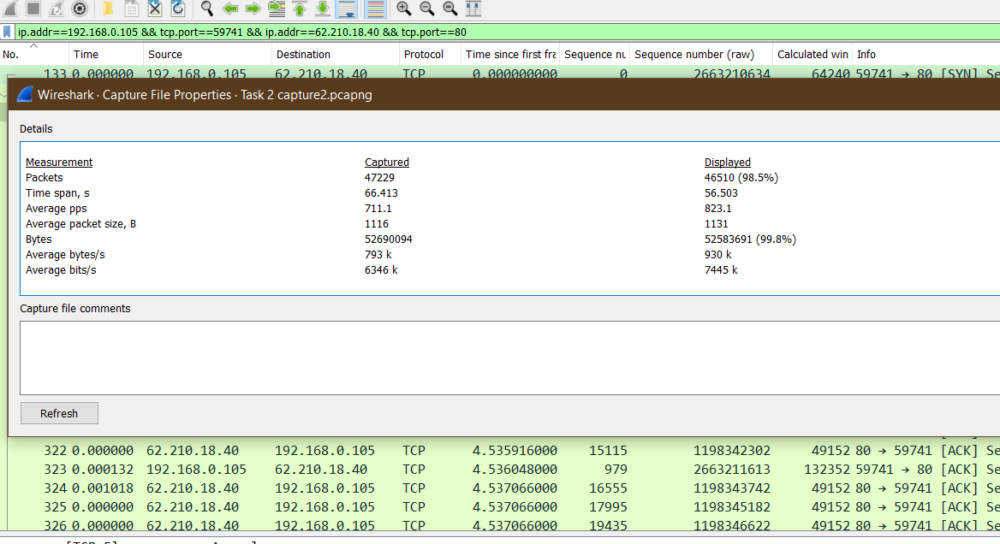 ip.addr==192.168.0.105 && tcp.port==59741 && ip.addr==62.210.18.40 && tcp.port==80
No. Time Source Destination Protocol Time since first fra Sequence nu Sequence number (raw) Calculated win Info
133 0.000000 192.168.0.105 62.210.18.40 TCP 0.000000000 0 2663210634 64240 59741 → 80 [SYN] Se
Wireshark · Capture File Properties · Task 2 capture2.pcapng
Details
Measurement Captured Displayed
Packets 47229 46510 (98.5%)
Time span, s 66.413 56.503
Average pps 711.1 823.1
Average packet size, B 1116 1131
Bytes 52690094 52583691 (99.8%)
Average bytes/s 793 k 930 k
Average bits/s 6346 k 7445 k
Capture file comments
Refresh
322 0.000000 62.210.18.40 192.168.0.105 TCP 4.535916000 15115 1198342302 49152 80 → 59741 [ACK] Se
323 0.000132 192.168.0.105 62.210.18.40 TCP 4.536048000 979 2663211613 132352 59741 → 80 [ACK] Se
324 0.001018 62.210.18.40 192.168.0.105 TCP 4.537066000 16555 1198343742 49152 80 → 59741 [ACK] Se
325 0.000000 62.210.18.40 192.168.0.105 TCP 4.537066000 17995 1198345182 49152 80 → 59741 [ACK] Se
326 0.000000 62.210.18.40 192.168.0.105 TCP 4.537066000 19435 1198346622 49152 80 → 59741 [ACK] Se